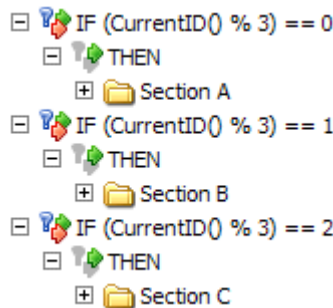 IF (CurrentID() % 3) == 0
THEN
Section A
IF (CurrentID() % 3) == 1
THEN
Section B
IF (CurrentID() % 3) == 2
THEN
Section C